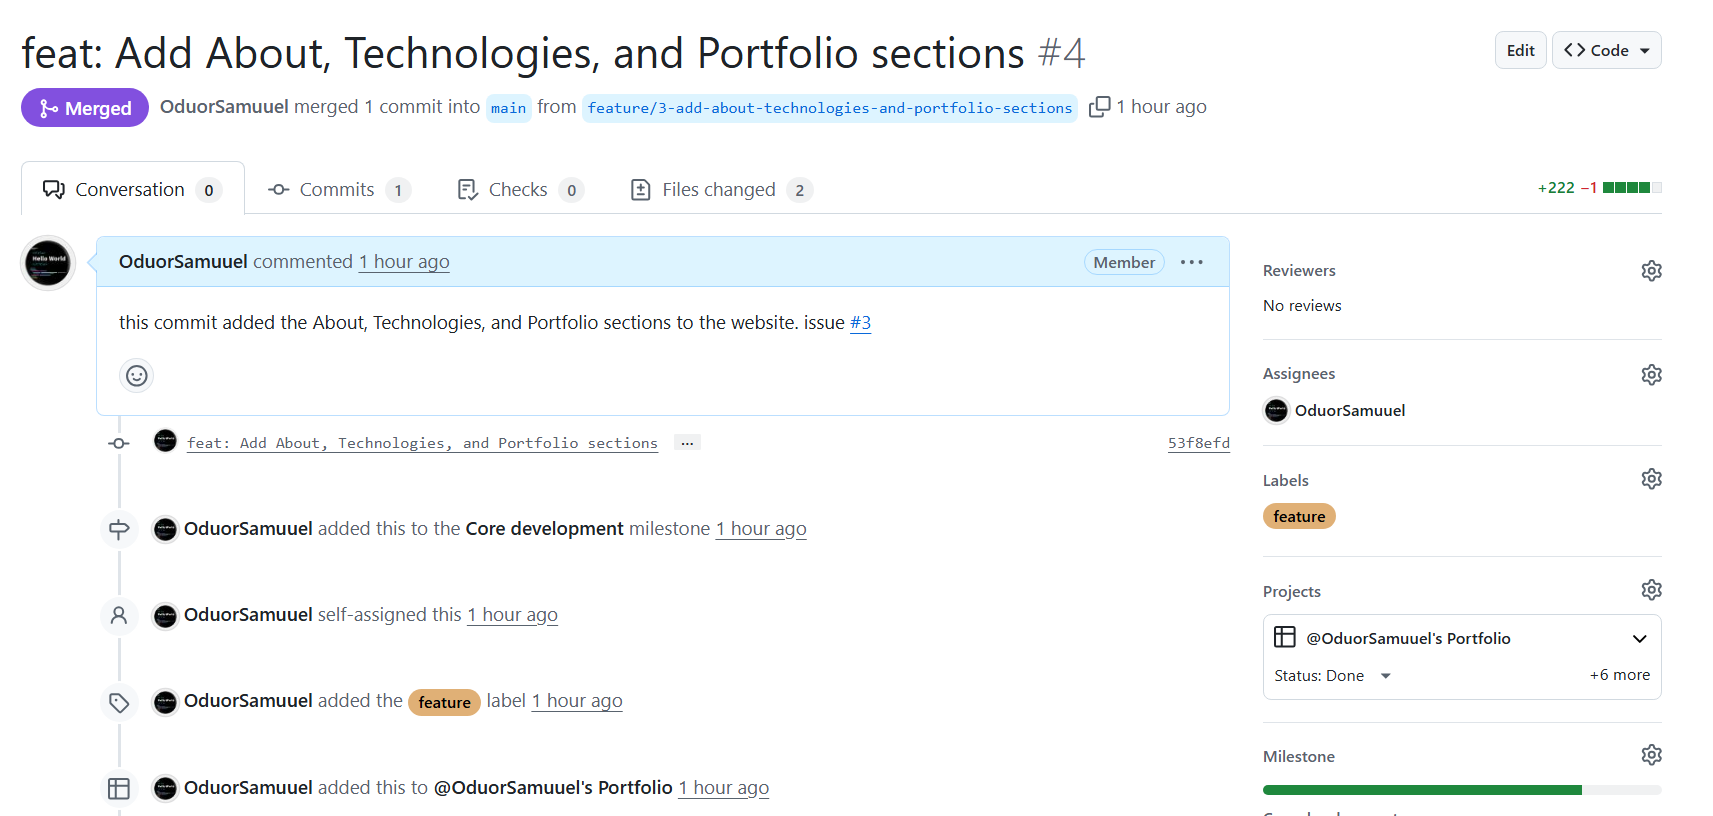 feat: Add About, Technologies, and Portfolio sections #4
Edit
Code
Merged
OduorSamuuel merged 1 commit into main from feature/3-add-about-technologies-and-portfolio-sections 1 hour ago
Conversation 0
Commits 1
Checks 0
Files changed 2
+222 −1
OduorSamuuel commented 1 hour ago
Member
this commit added the About, Technologies, and Portfolio sections to the website. issue #3
feat: Add About, Technologies, and Portfolio sections ...
53f8efd
OduorSamuuel added this to the Core development milestone 1 hour ago
OduorSamuuel self-assigned this 1 hour ago
OduorSamuuel added the feature label 1 hour ago
OduorSamuuel added this to @OduorSamuuel's Portfolio 1 hour ago
Reviewers
No reviews
Assignees
OduorSamuuel
Labels
feature
Projects
@OduorSamuuel's Portfolio
Status: Done
+6 more
Milestone